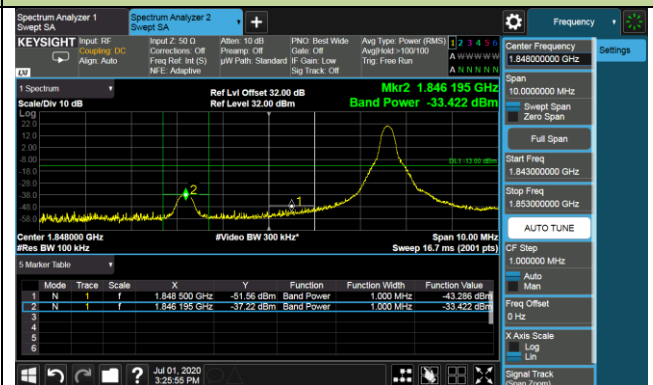 Spectrum Analyzer 1
Swept SA
Spectrum Analyzer 2
Swept SA
Frequency
KEYSIGHT
Input: RF
Coupling: DC
Align: Auto
Input Z: 50 Ω
Corrections: Off
Freq Ref: Int (S)
NFE: Adaptive
Atten: 10 dB
Preamp: Off
µW Path: Standard
PNO: Best Wide
Gate: Off
IF Gain: Low
Sig Track: Off
Avg Type: Power (RMS)
Avg|Hold:>100/100
Trig: Free Run
1 2 3 4 5 6
A W W W W W
A N N N N N
LXI
1 Spectrum
Scale/Div 10 dB
Ref Lvl Offset 32.00 dB
Ref Level 32.00 dBm
Mkr2 1.846 195 GHz
Band Power -33.422 dBm
Log
22.0
12.0
2.00
-8.00
-18.0
-28.0
-38.0
-48.0
-58.0
DL1 -13.00 dBm
2
1
Center 1.848000 GHz
#Res BW 100 kHz
#Video BW 300 kHz*
Span 10.00 MHz
Sweep 16.7 ms (2001 pts)
5 Marker Table
Mode Trace Scale X Y Function Function Width Function Value
1 N 1 f 1.848 500 GHz -51.56 dBm Band Power 1.000 MHz -43.286 dBm
2 N 1 f 1.846 195 GHz -37.22 dBm Band Power 1.000 MHz -33.422 dBm
3
4
5
6
Jul 01, 2020
3:25:55 PM
Center Frequency
1.848000000 GHz
Span
10.0000000 MHz
Swept Span
Zero Span
Full Span
Start Freq
1.843000000 GHz
Stop Freq
1.853000000 GHz
AUTO TUNE
CF Step
1.000000 MHz
Auto
Man
Freq Offset
0 Hz
X Axis Scale
Log
Lin
Signal Track
(Span Zoom)
Settings